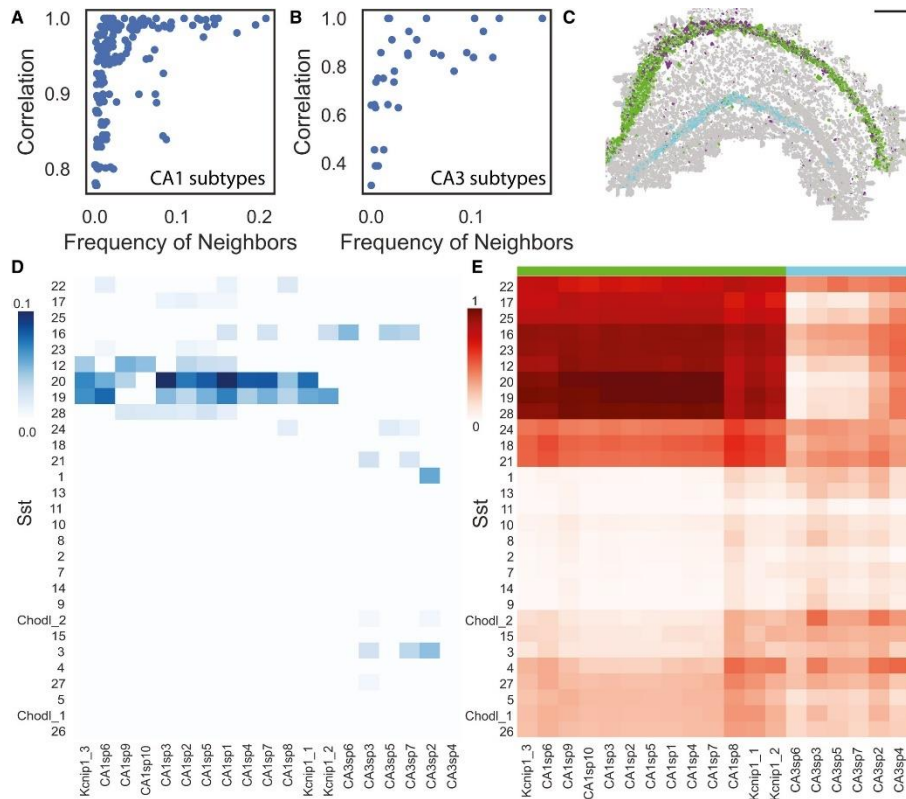 A
Correlation
1.0
0.9
0.8
CA1 subtypes
0.0 0.1 0.2
Frequency of Neighbors
B
Correlation
1.0
0.8
0.6
0.4
CA3 subtypes
0.0 0.1
Frequency of Neighbors
C
D
0.1
0.0
Sst
22
17
25
16
23
12
20
19
28
24
18
21
1
13
11
10
8
2
7
14
9
Chodl_2
15
3
4
27
5
Chodl_1
26
Kcnip1_3
CA1sp6
CA1sp9
CA1sp10
CA1sp3
CA1sp2
CA1sp5
CA1sp1
CA1sp4
CA1sp7
CA1sp8
Kcnip1_1
Kcnip1_2
CA3sp6
CA3sp3
CA3sp5
CA3sp7
CA3sp2
CA3sp4
E
1
0
Sst
22
17
25
16
23
12
20
19
28
24
18
21
1
13
11
10
8
2
7
14
9
Chodl_2
15
3
4
27
5
Chodl_1
26
Kcnip1_3
CA1sp6
CA1sp9
CA1sp10
CA1sp3
CA1sp2
CA1sp5
CA1sp1
CA1sp4
CA1sp7
CA1sp8
Kcnip1_1
Kcnip1_2
CA3sp6
CA3sp3
CA3sp5
CA3sp7
CA3sp2
CA3sp4